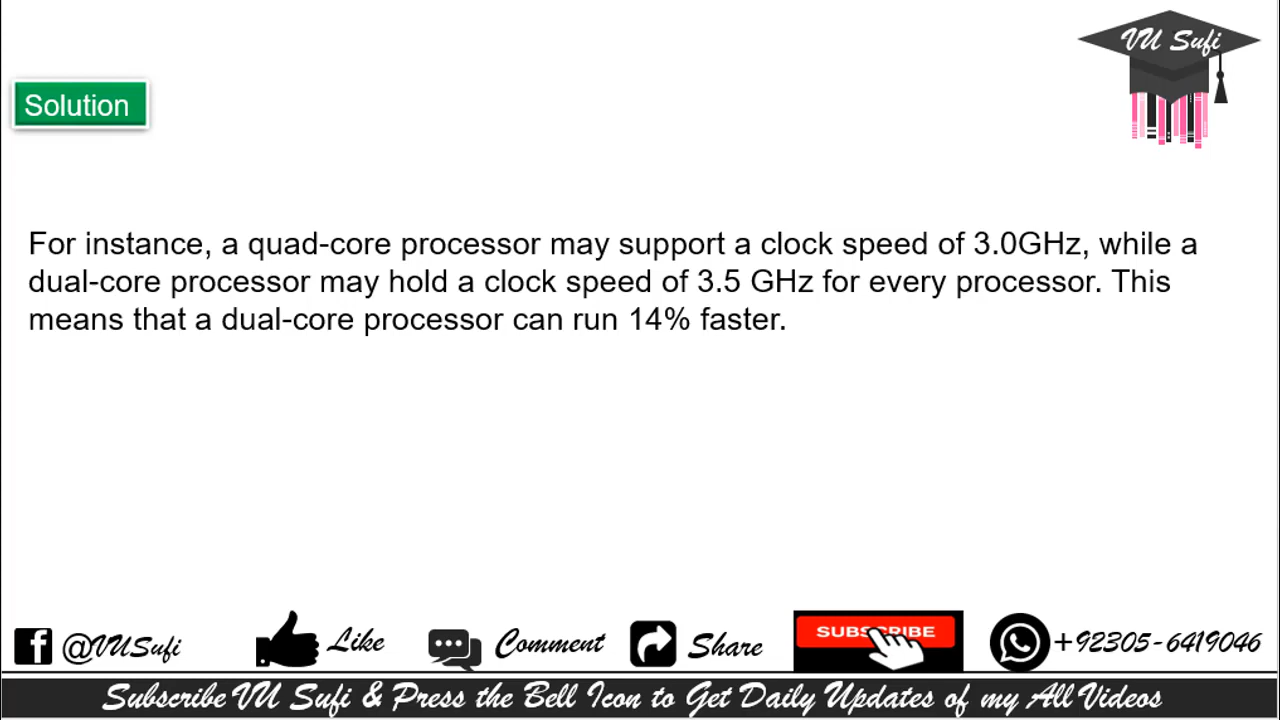 VU Sufi
Solution
For instance, a quad-core processor may support a clock speed of 3.0GHz, while a
dual-core processor may hold a clock speed of 3.5 GHz for every processor. This
means that a dual-core processor can run 14% faster.
@VUSufi
Like
Comment
Share
SUBSCRIBE
+92305-6419046
Subscribe VU Sufi & Press the Bell Icon to Get Daily Updates of my All Videos